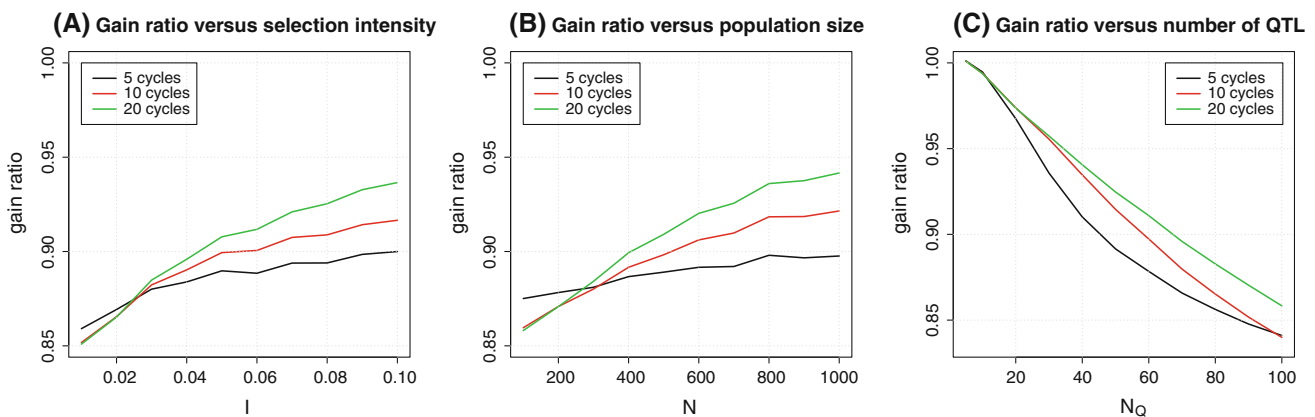 (A) Gain ratio versus selection intensity
gain ratio
1.00
0.95
0.90
0.85
5 cycles
10 cycles
20 cycles
0.02 0.04 0.06 0.08 0.10
I
(B) Gain ratio versus population size
gain ratio
1.00
0.95
0.90
0.85
5 cycles
10 cycles
20 cycles
200 400 600 800 1000
N
(C) Gain ratio versus number of QTL
gain ratio
1.00
0.95
0.90
0.85
5 cycles
10 cycles
20 cycles
20 40 60 80 100
N_Q